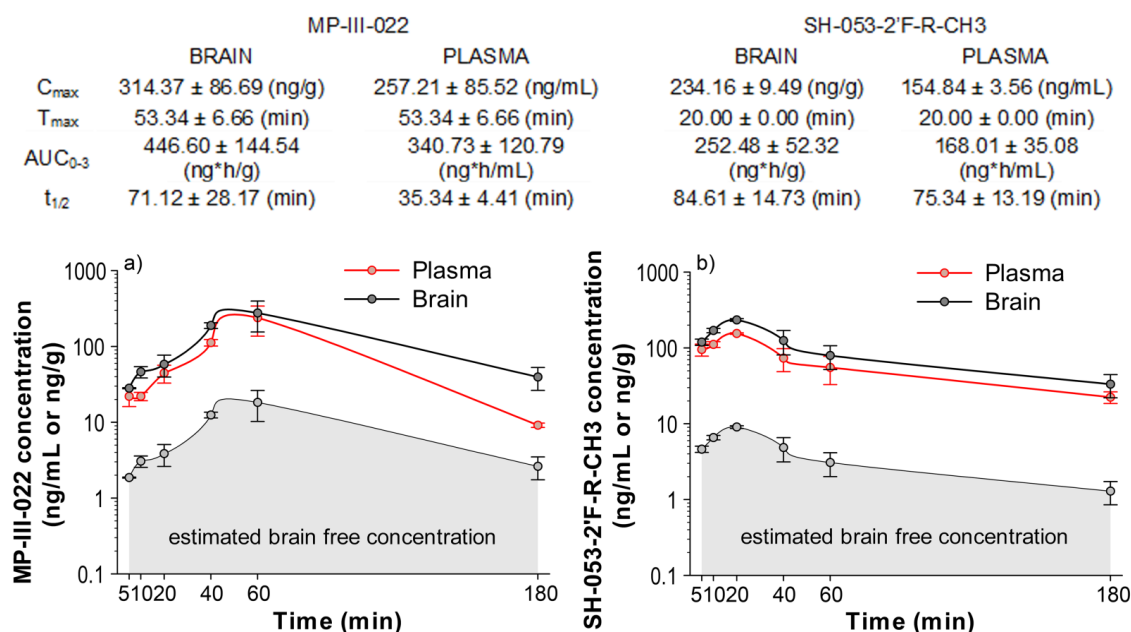 MP-III-022 SH-053-2'F-R-CH3
BRAIN PLASMA BRAIN PLASMA
Cmax 314.37 ± 86.69 (ng/g) 257.21 ± 85.52 (ng/mL) 234.16 ± 9.49 (ng/g) 154.84 ± 3.56 (ng/mL)
Tmax 53.34 ± 6.66 (min) 53.34 ± 6.66 (min) 20.00 ± 0.00 (min) 20.00 ± 0.00 (min)
AUC0-3 446.60 ± 144.54 (ng*h/g) 340.73 ± 120.79 (ng*h/mL) 252.48 ± 52.32 (ng*h/g) 168.01 ± 35.08 (ng*h/mL)
t1/2 71.12 ± 28.17 (min) 35.34 ± 4.41 (min) 84.61 ± 14.73 (min) 75.34 ± 13.19 (min)
a)
Plasma
Brain
MP-III-022 concentration
(ng/mL or ng/g)
1000
100
10
1
0.1
estimated brain free concentration
5 10 20 40 60 180
Time (min)
b)
Plasma
Brain
SH-053-2'F-R-CH3 concentration
(ng/mL or ng/g)
1000
100
10
1
0.1
estimated brain free concentration
5 10 20 40 60 180
Time (min)